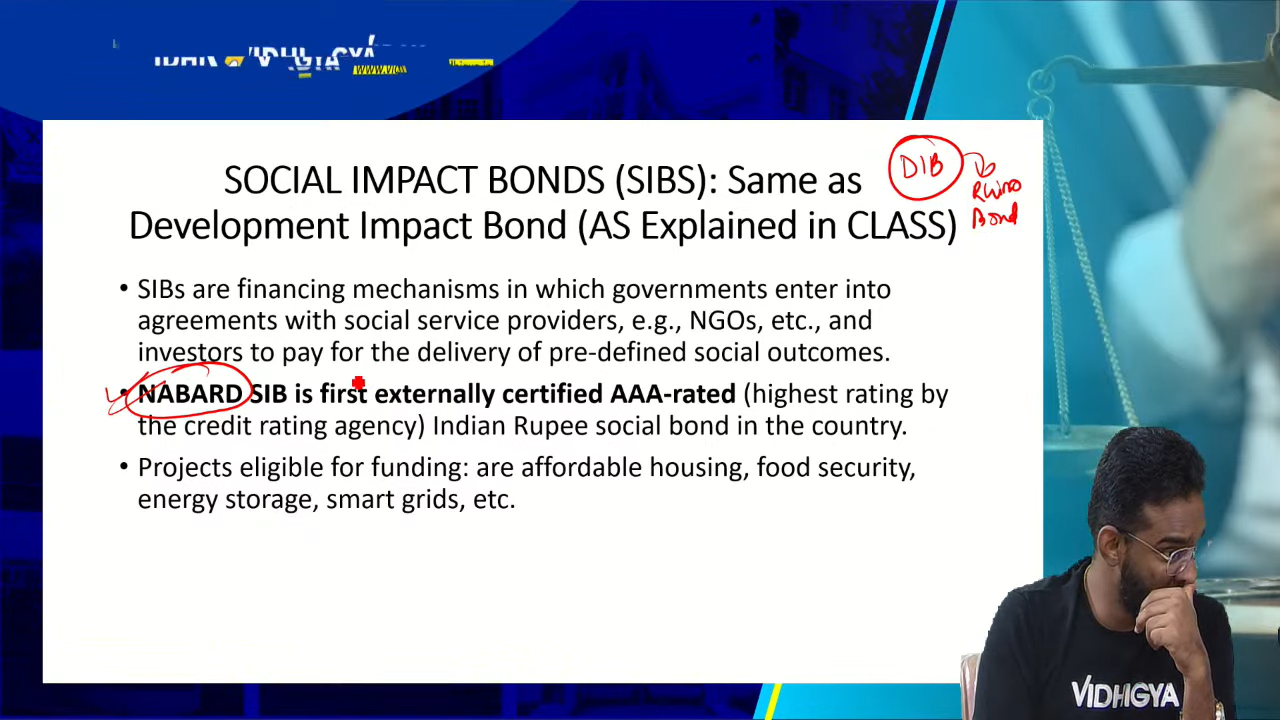 SOCIAL IMPACT BONDS (SIBS): Same as
Development Impact Bond (AS Explained in CLASS)
DIB
Rhino
Bond
• SIBs are financing mechanisms in which governments enter into
agreements with social service providers, e.g., NGOs, etc., and
investors to pay for the delivery of pre-defined social outcomes.
• NABARD SIB is first externally certified AAA-rated (highest rating by
the credit rating agency) Indian Rupee social bond in the country.
• Projects eligible for funding: are affordable housing, food security,
energy storage, smart grids, etc.
VIDHIGYA